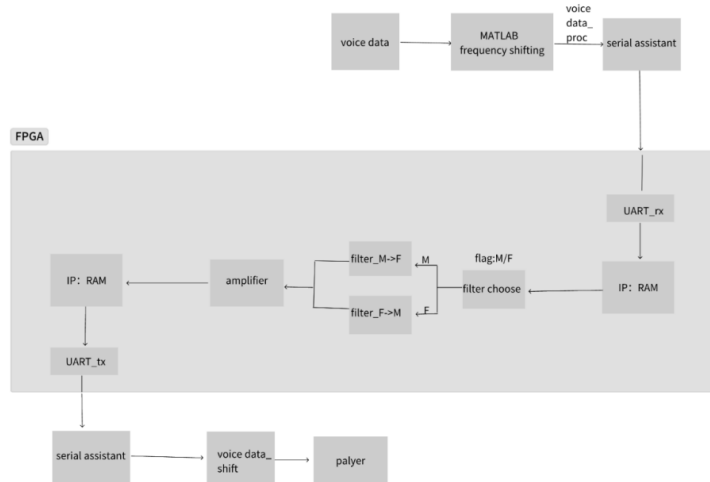 voice data
MATLAB
frequency shifting
voice
data_
proc
serial assistant
FPGA
UART_rx
IP: RAM
flag:M/F
filter choose
M
F
filter_M->F
filter_F->M
amplifier
IP: RAM
UART_tx
serial assistant
voice data_
shift
palyer